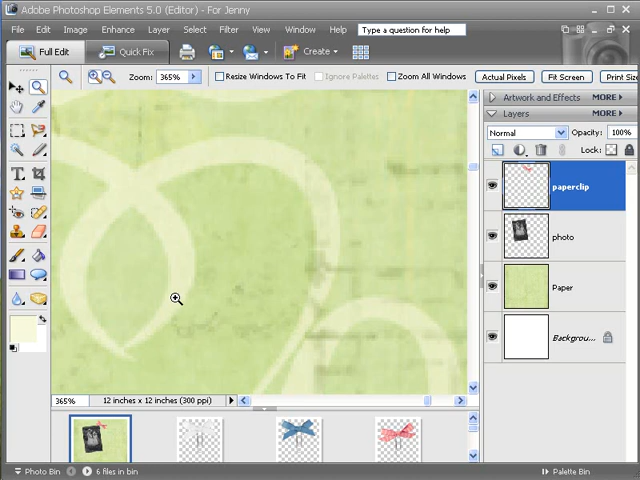 Adobe Photoshop Elements 5.0 (Editor) - For Jenny
File Edit Image Enhance Layer Select Filter View Window Help Type a question for help
Full Edit Quick Fix Create
Zoom: 365% Resize Windows To Fit Ignore Palettes Zoom All Windows Actual Pixels Fit Screen Print Size
Artwork and Effects MORE
Layers MORE
Normal Opacity: 100%
Lock:
paperclip
photo
Paper
Backgrou...
365% 12 inches x 12 inches (300 ppi)
Photo Bin 6 files in bin Palette Bin